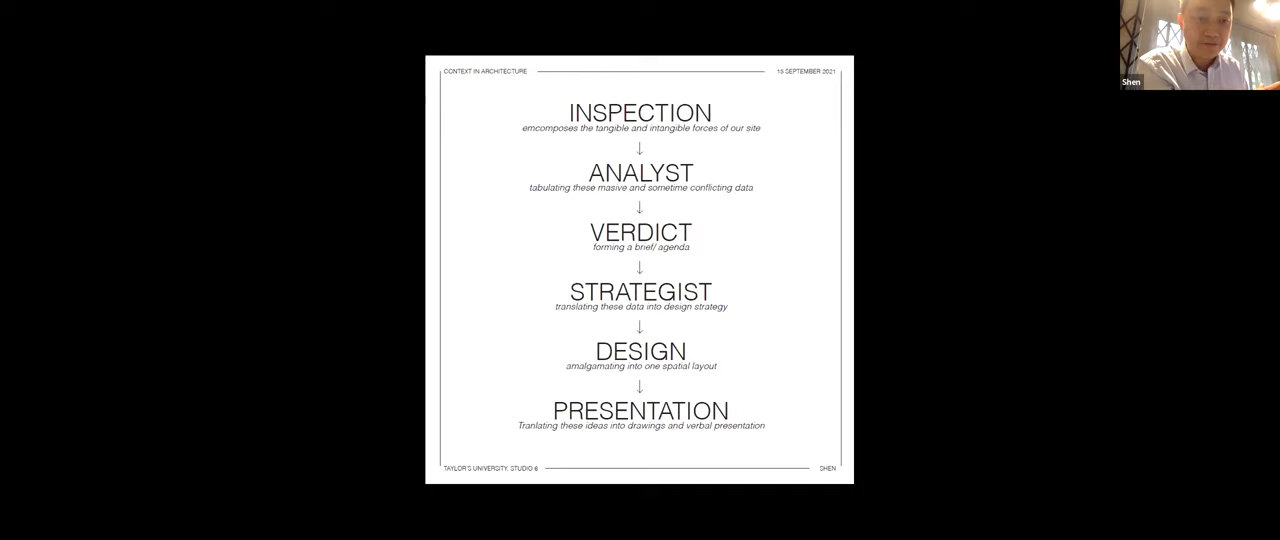 CONTEXT IN ARCHITECTURE
13 SEPTEMBER 2021
INSPECTION
emcomposes the tangible and intangible forces of our site
ANALYST
tabulating these masive and sometime conflicting data
VERDICT
forming a brief/ agenda
STRATEGIST
translating these data into design strategy
DESIGN
amalgamating into one spatial layout
PRESENTATION
Tranlating these ideas into drawings and verbal presentation
TAYLOR'S UNIVERSITY, STUDIO 6
SHEN
Shen